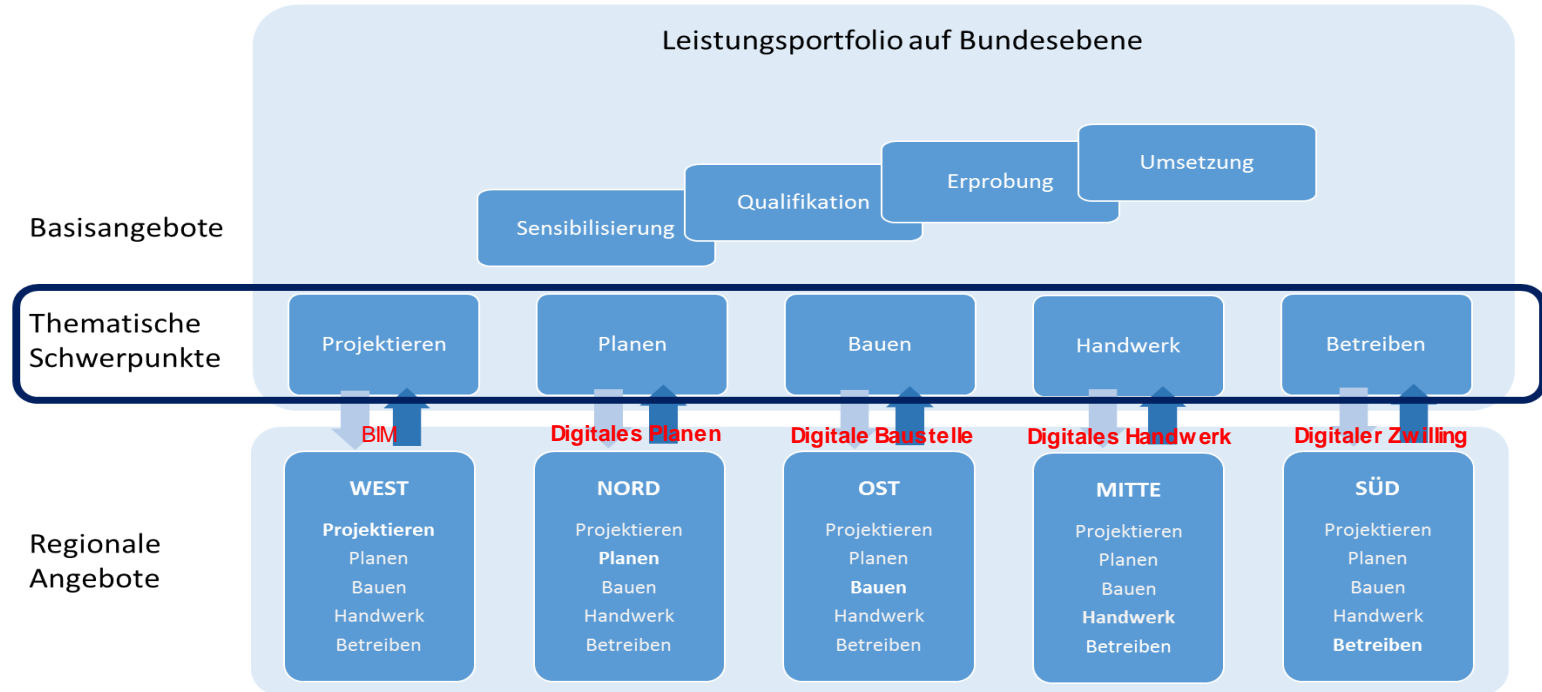 Leistungsportfolio auf Bundesebene
Umsetzung
Erprobung
Qualifikation
Sensibilisierung
Basisangebote
Thematische
Schwerpunkte
Projektieren
Planen
Bauen
Handwerk
Betreiben
BIM
Digitales Planen
Digitale Baustelle
Digitales Handwerk
Digitaler Zwilling
Regionale
Angebote
WEST
Projektieren
Planen
Bauen
Handwerk
Betreiben
NORD
Projektieren
Planen
Bauen
Handwerk
Betreiben
OST
Projektieren
Planen
Bauen
Handwerk
Betreiben
MITTE
Projektieren
Planen
Bauen
Handwerk
Betreiben
SÜD
Projektieren
Planen
Bauen
Handwerk
Betreiben